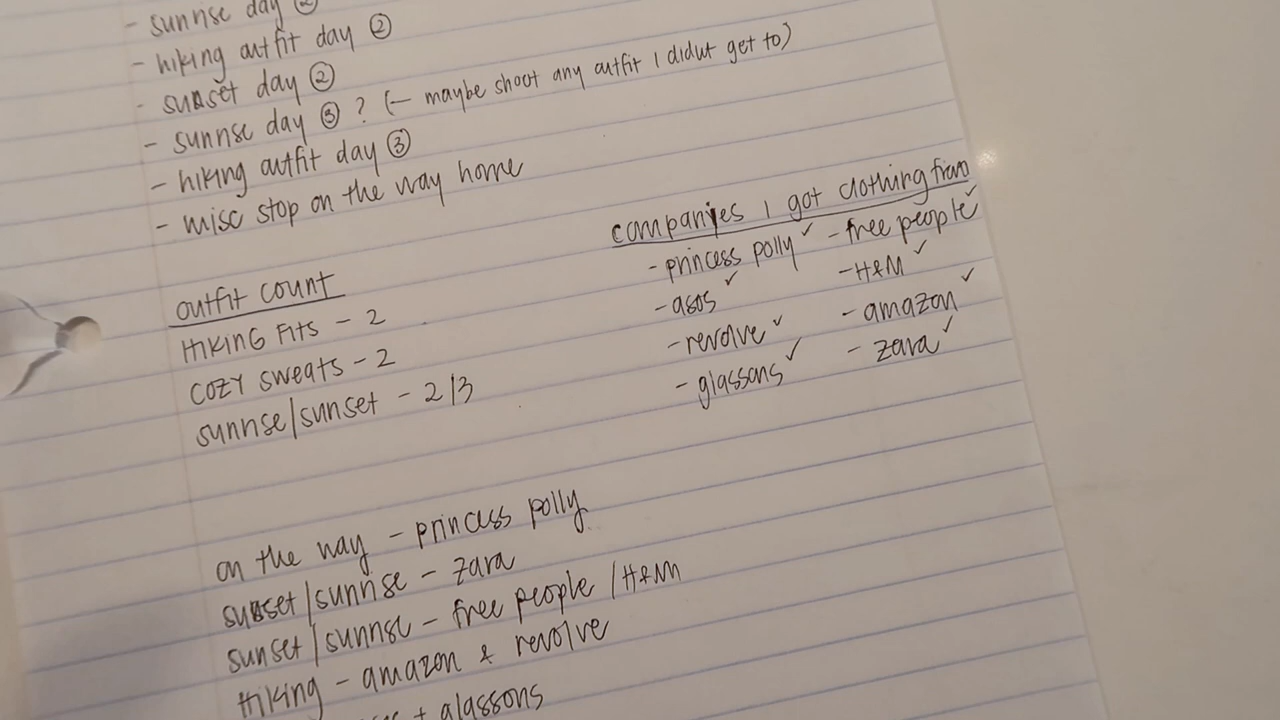 - sunrise day ②
- hiking outfit day ②
- sunset day ②
- sunrise day ③ ? (← maybe shoot any outfit I didnt get to)
- hiking outfit day ③
- misc stop on the way home
companies I got clothing from
- princess polly ✓ - free people ✓
- asos ✓ - H&M ✓
- revolve ✓ - amazon ✓
- glassons ✓ - zara ✓
outfit count
HIKING FITS - 2
COZY sweats - 2
sunrise/sunset - 2/3
on the way - princess polly
sunset/sunrise - zara
sunset/sunrise - free people / H&M
Hiking - amazon & revolve
+ glassons